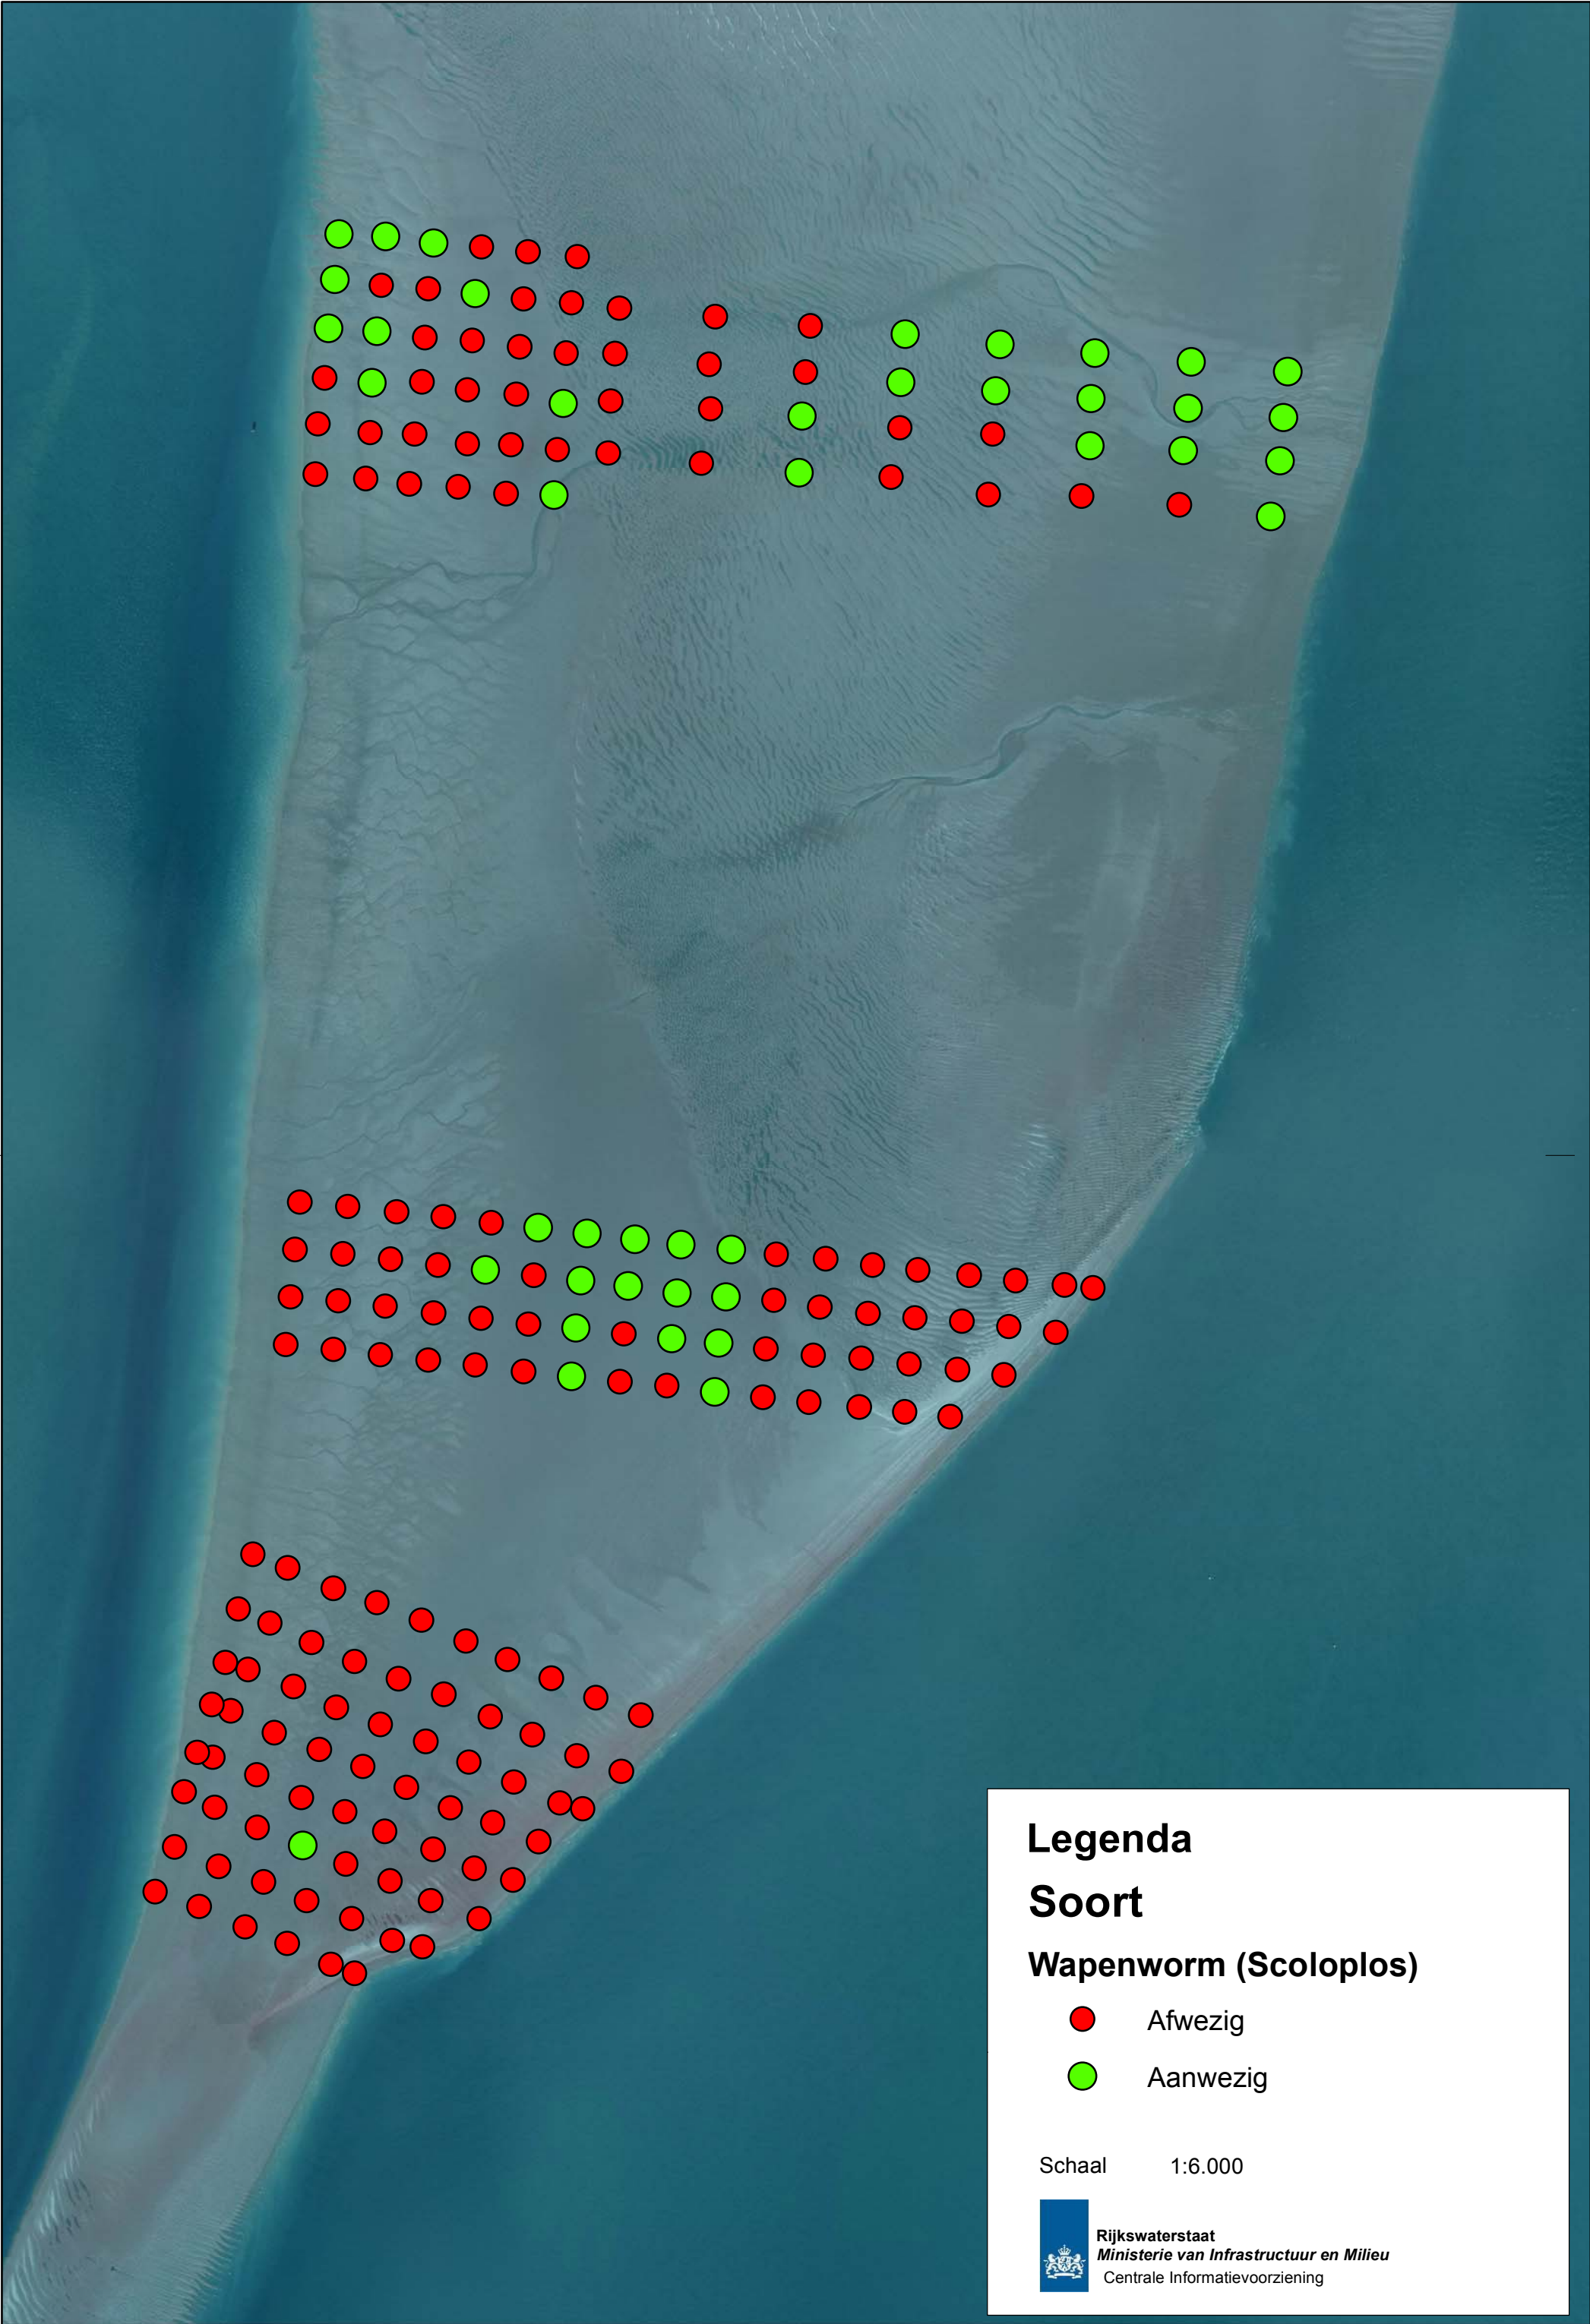 Legenda
Soort
Wapenworm (Scoloplos)
Afwezig
Aanwezig
Schaal 1:6.000
Rijkswaterstaat
Ministerie van Infrastructuur en Milieu
Centrale Informatievoorziening